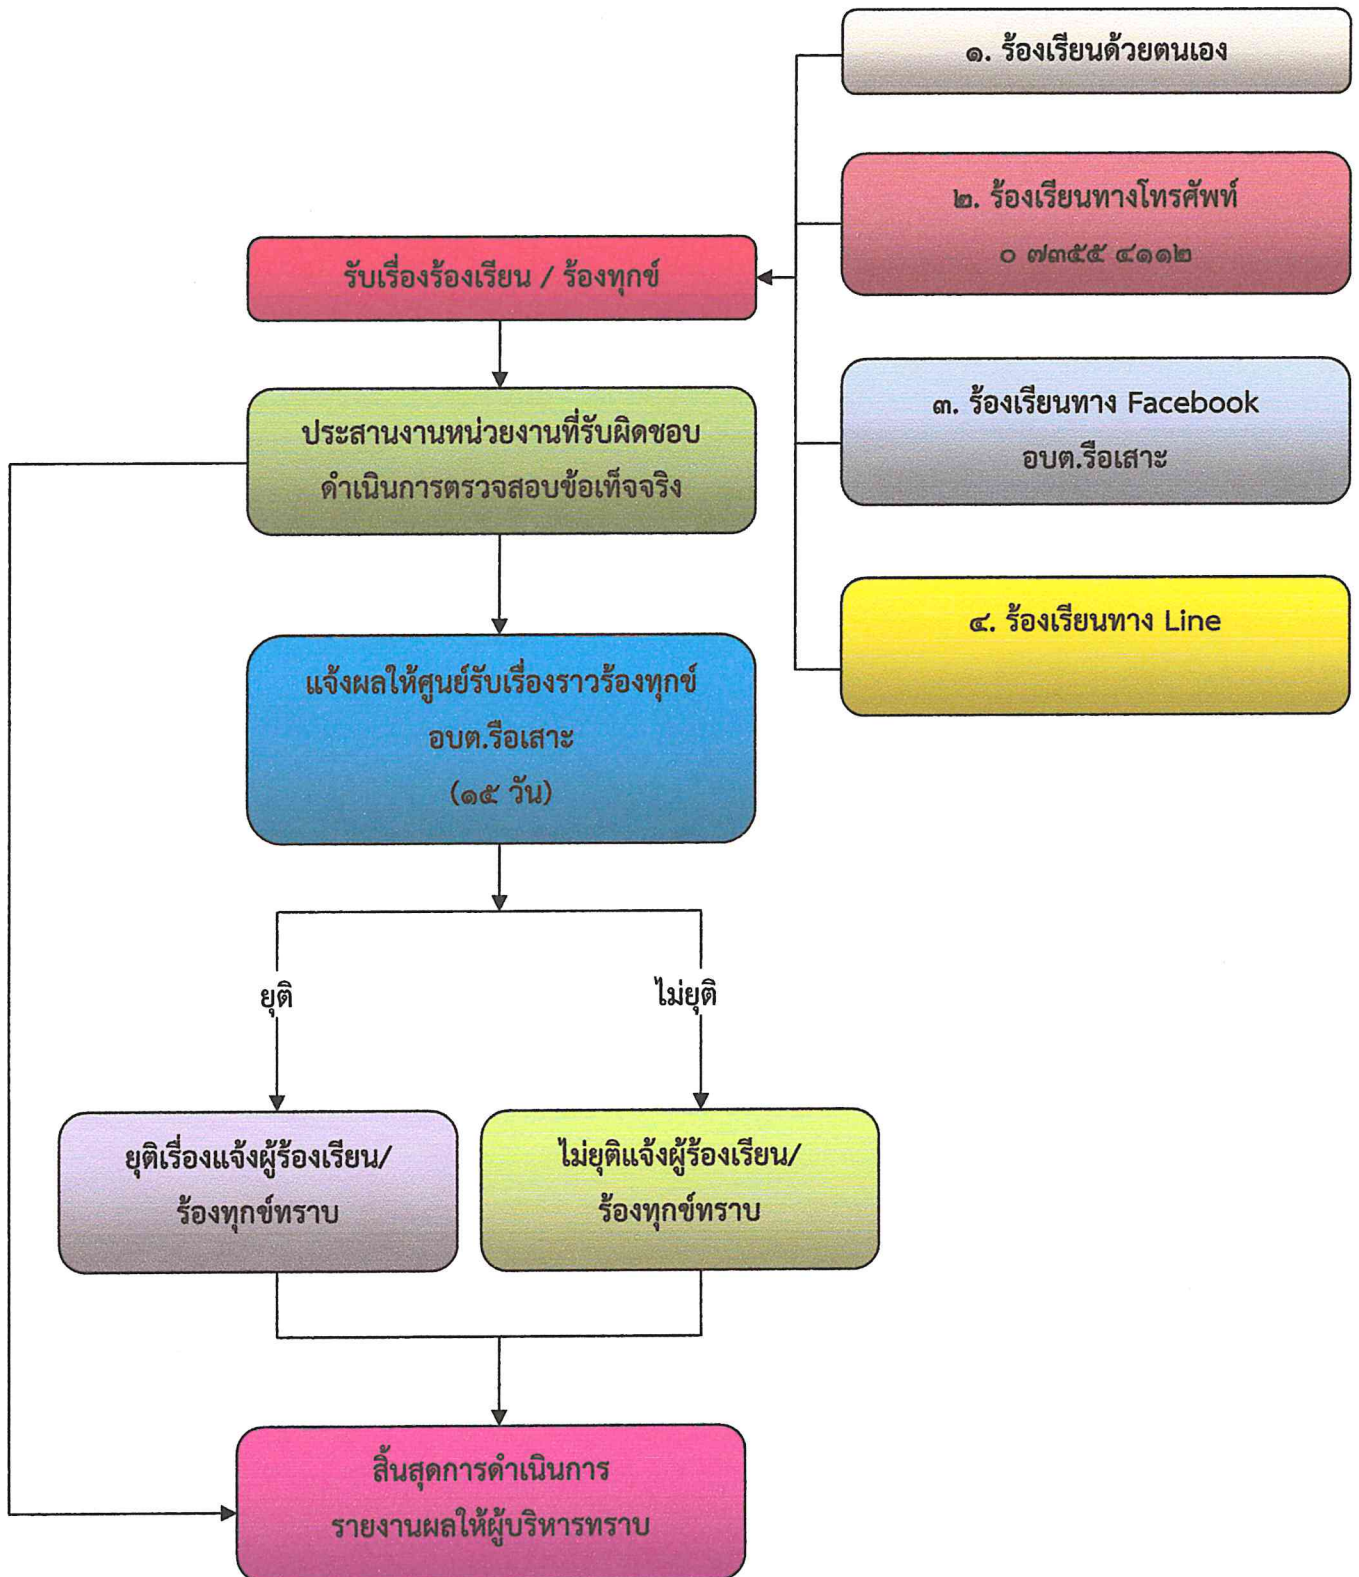 ๑. ร้องเรียนด้วยตนเอง
๒. ร้องเรียนทางโทรศัพท์
๐ ๗๓๕๕ ๔๑๑๒
รับเรื่องร้องเรียน / ร้องทุกข์
๓. ร้องเรียนทาง Facebook
อบต.รือเสาะ
ประสานงานหน่วยงานที่รับผิดชอบ
ดำเนินการตรวจสอบข้อเท็จจริง
๔. ร้องเรียนทาง Line
แจ้งผลให้ศูนย์รับเรื่องราวร้องทุกข์
อบต.รือเสาะ
(๑๕ วัน)
ยุติ
ไม่ยุติ
ยุติเรื่องแจ้งผู้ร้องเรียน/
ร้องทุกข์ทราบ
ไม่ยุติแจ้งผู้ร้องเรียน/
ร้องทุกข์ทราบ
สิ้นสุดการดำเนินการ
รายงานผลให้ผู้บริหารทราบ